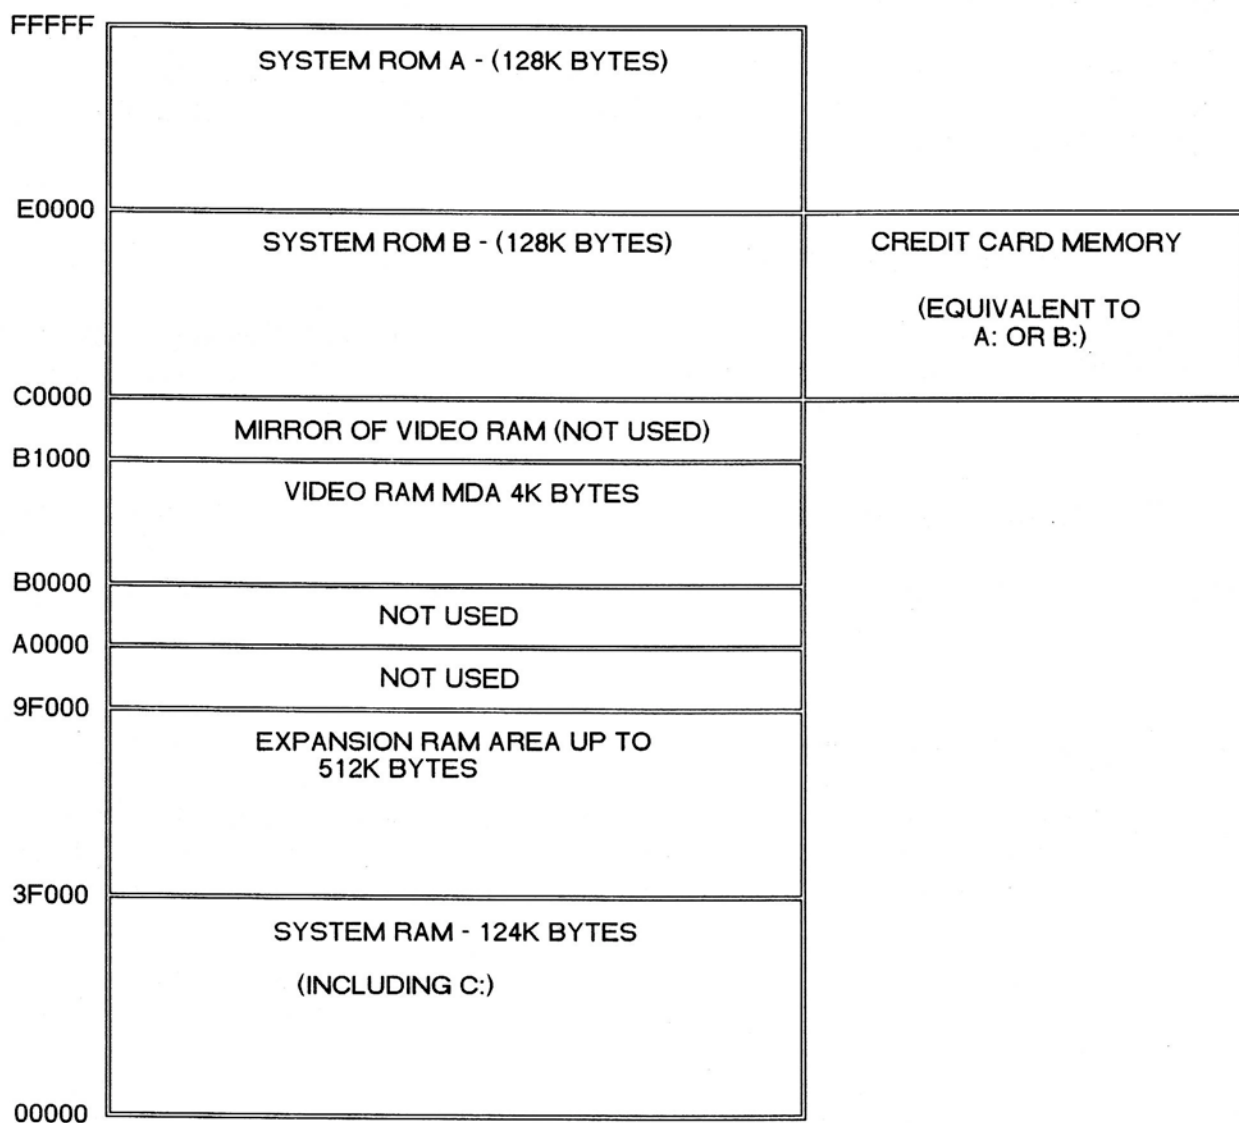 FFFFF
SYSTEM ROM A - (128K BYTES)
E0000
SYSTEM ROM B - (128K BYTES)
CREDIT CARD MEMORY
(EQUIVALENT TO
A: OR B:)
C0000
MIRROR OF VIDEO RAM (NOT USED)
B1000
VIDEO RAM MDA 4K BYTES
B0000
NOT USED
A0000
NOT USED
9F000
EXPANSION RAM AREA UP TO
512K BYTES
3F000
SYSTEM RAM - 124K BYTES
(INCLUDING C:)
00000